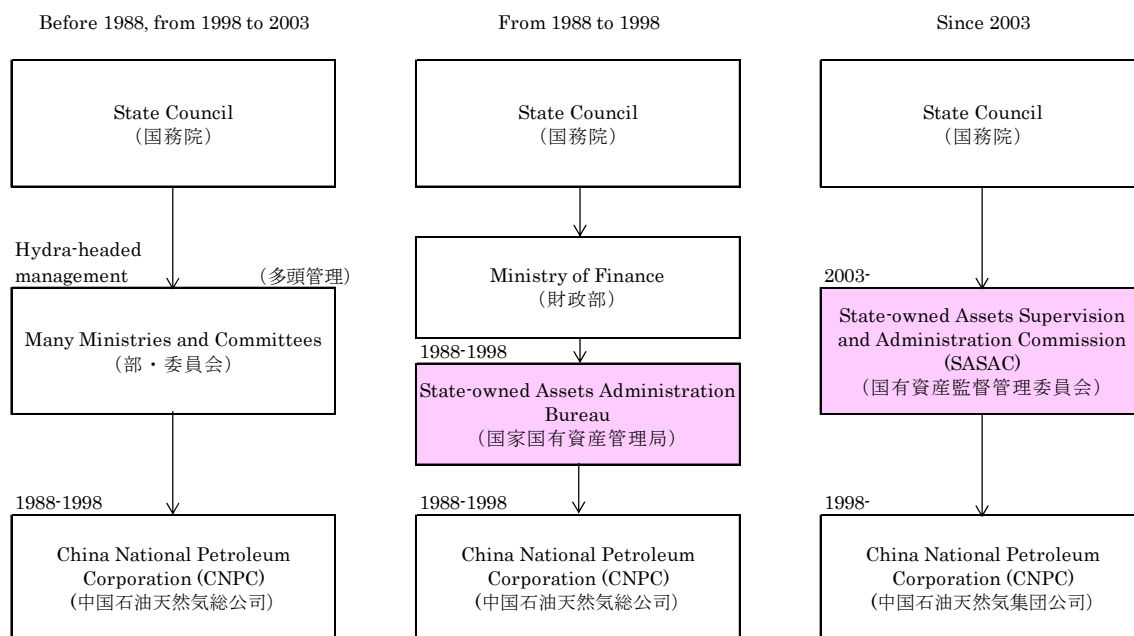 Before 1988, from 1998 to 2003
State Council
（国務院）
Hydra-headed
management （多頭管理）
Many Ministries and Committees
（部・委員会）
1988-1998
China National Petroleum
Corporation (CNPC)
(中国石油天然気総公司)
From 1988 to 1998
State Council
（国務院）
Ministry of Finance
（財政部）
1988-1998
State-owned Assets Administration
Bureau
（国家国有資産管理局）
1988-1998
China National Petroleum
Corporation (CNPC)
(中国石油天然気総公司)
Since 2003
State Council
（国務院）
2003-
State-owned Assets Supervision
and Administration Commission
(SASAC)
（国有資産監督管理委員会）
1998-
China National Petroleum
Corporation (CNPC)
(中国石油天然気集団公司)